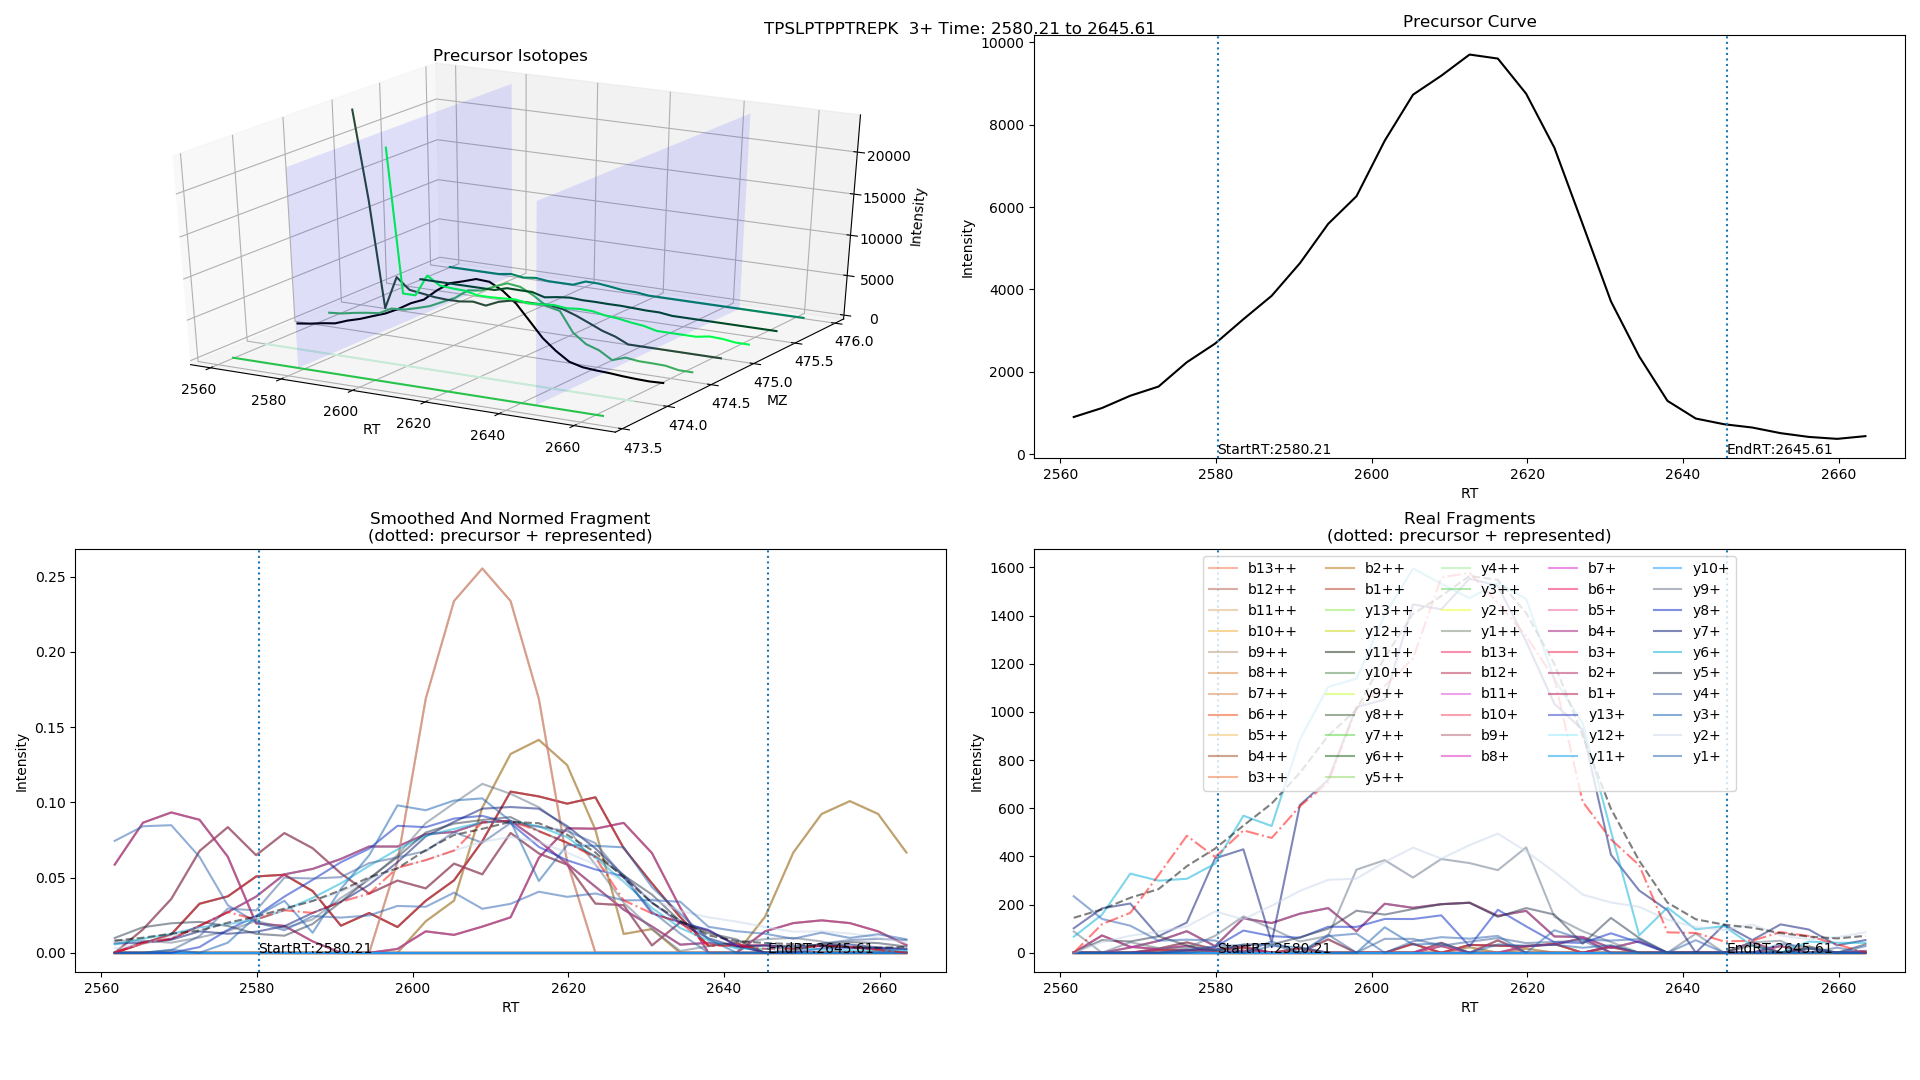 TPSLPTPPTREPK  3+ Time: 2580.21 to 2645.61
Precursor Isotopes
20000
15000
10000
5000
0
Intensity
2560
2580
2600
2620
2640
2660
RT
473.5
474.0
474.5
475.0
475.5
476.0
MZ
Precursor Curve
10000
8000
6000
4000
2000
0
Intensity
StartRT:2580.21
EndRT:2645.61
2560
2580
2600
2620
2640
2660
RT
Smoothed And Normed Fragment
(dotted: precursor + represented)
0.25
0.20
0.15
0.10
0.05
0.00
Intensity
StartRT:2580.21
EndRT:2645.61
2560
2580
2600
2620
2640
2660
RT
Real Fragments
(dotted: precursor + represented)
1600
1400
1200
1000
800
600
400
200
0
Intensity
b13++
b12++
b11++
b10++
b9++
b8++
b7++
b6++
b5++
b4++
b3++
b2++
b1++
y13++
y12++
y11++
y10++
y9++
y8++
y7++
y6++
y5++
y4++
y3++
y2++
y1++
b13+
b12+
b11+
b10+
b9+
b8+
b7+
b6+
b5+
b4+
b3+
b2+
b1+
y13+
y12+
y11+
y10+
y9+
y8+
y7+
y6+
y5+
y4+
y3+
y2+
y1+
StartRT:2580.21
EndRT:2645.61
2560
2580
2600
2620
2640
2660
RT